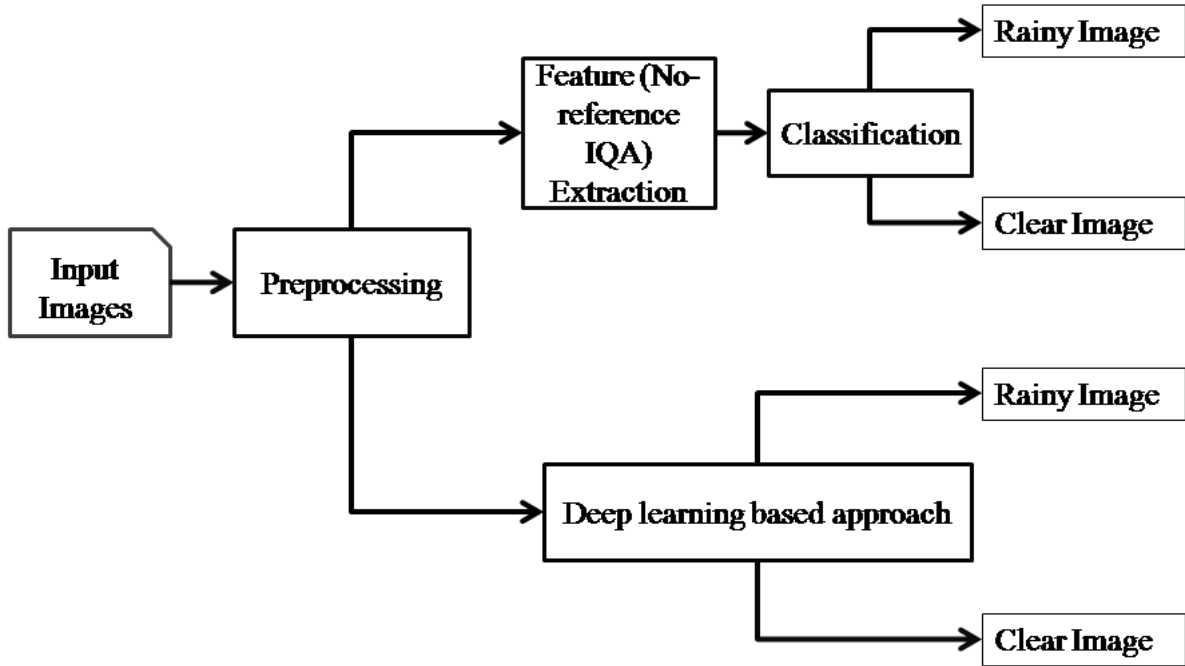 Input
Images
Preprocessing
Feature (No-
reference
IQA)
Extraction
Classification
Rainy Image
Clear Image
Deep learning based approach
Rainy Image
Clear Image